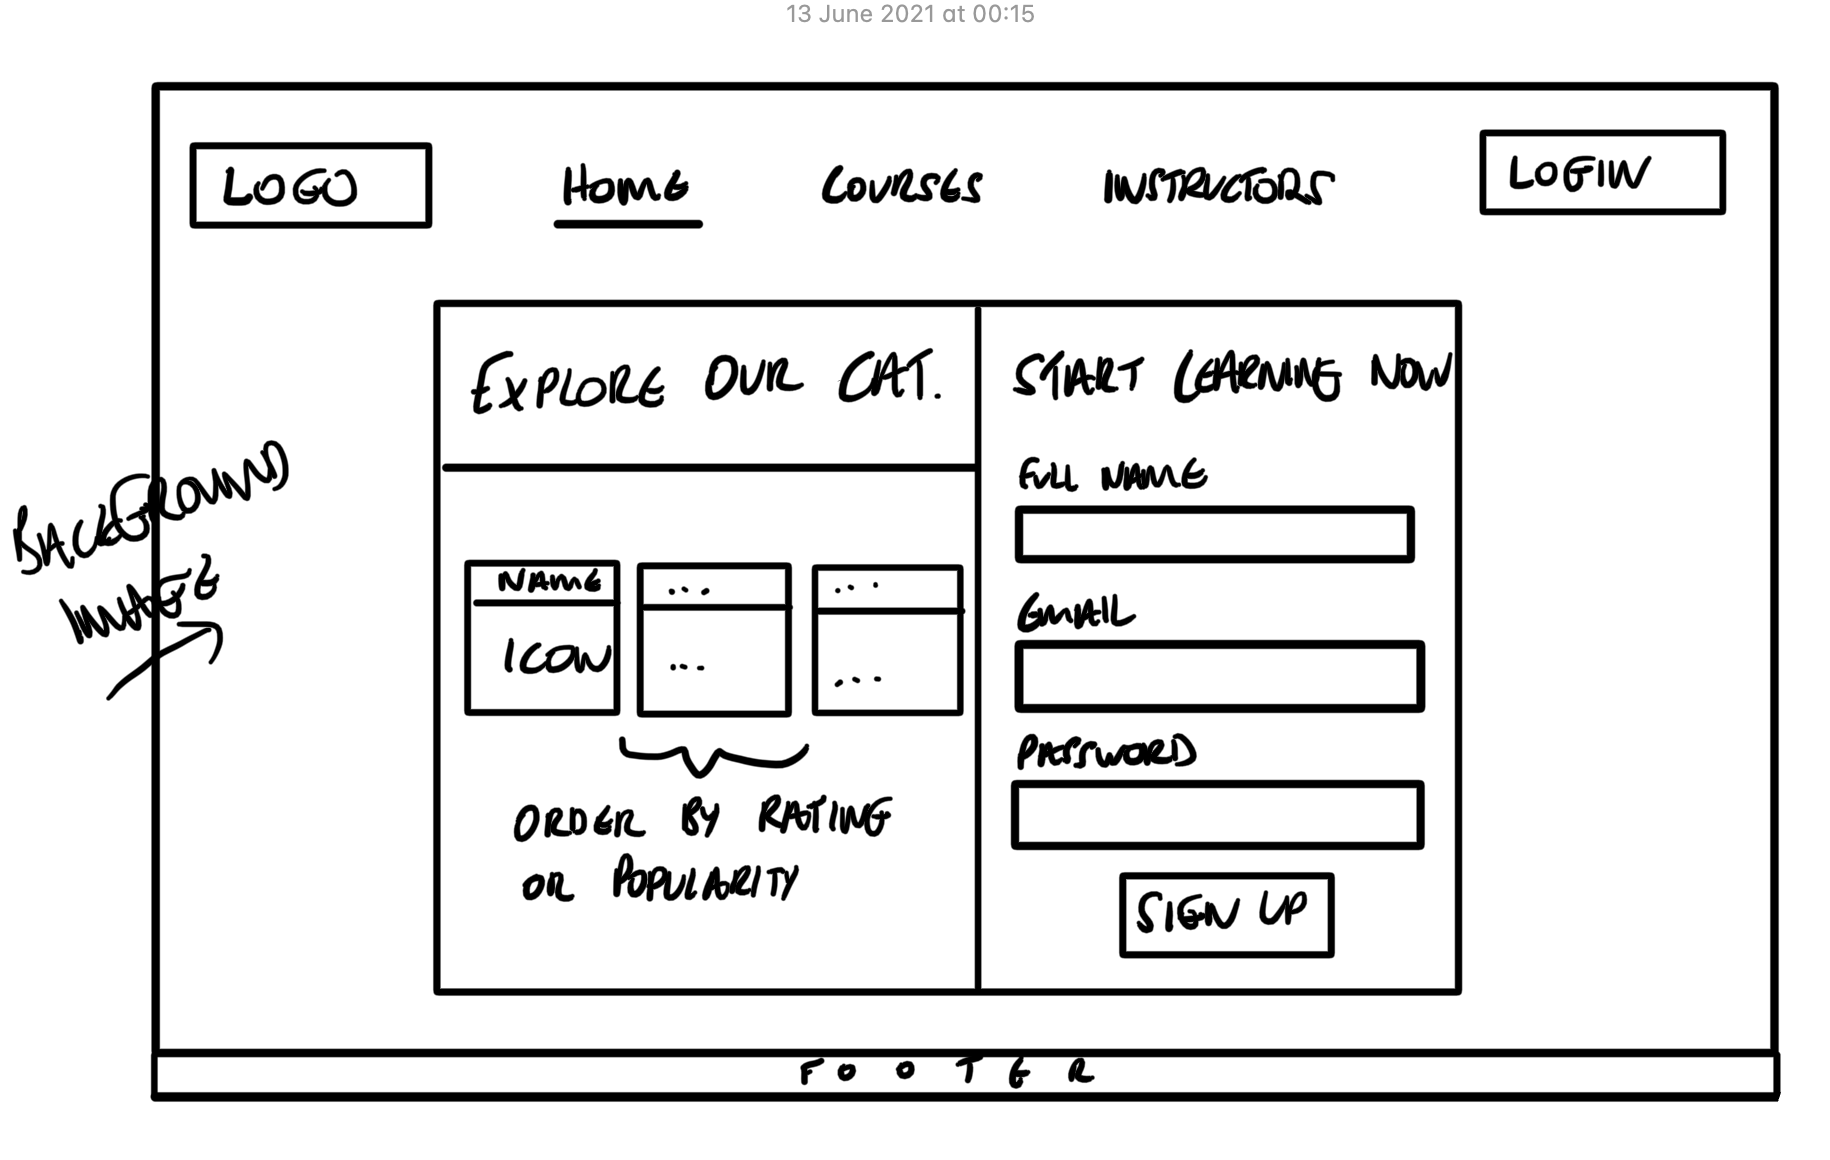 13 June 2021 at 00:15
LOGO
HOME
COURSES
INSTRUCTORS
LOGIN
EXPLORE OUR CAT.
START LEARNING NOW
BACKGROUND
IMAGE
NAME
ICON
...
...
...
...
ORDER BY RATING
OR POPULARITY
FULL NAME
EMAIL
PASSWORD
SIGN UP
FOOTER